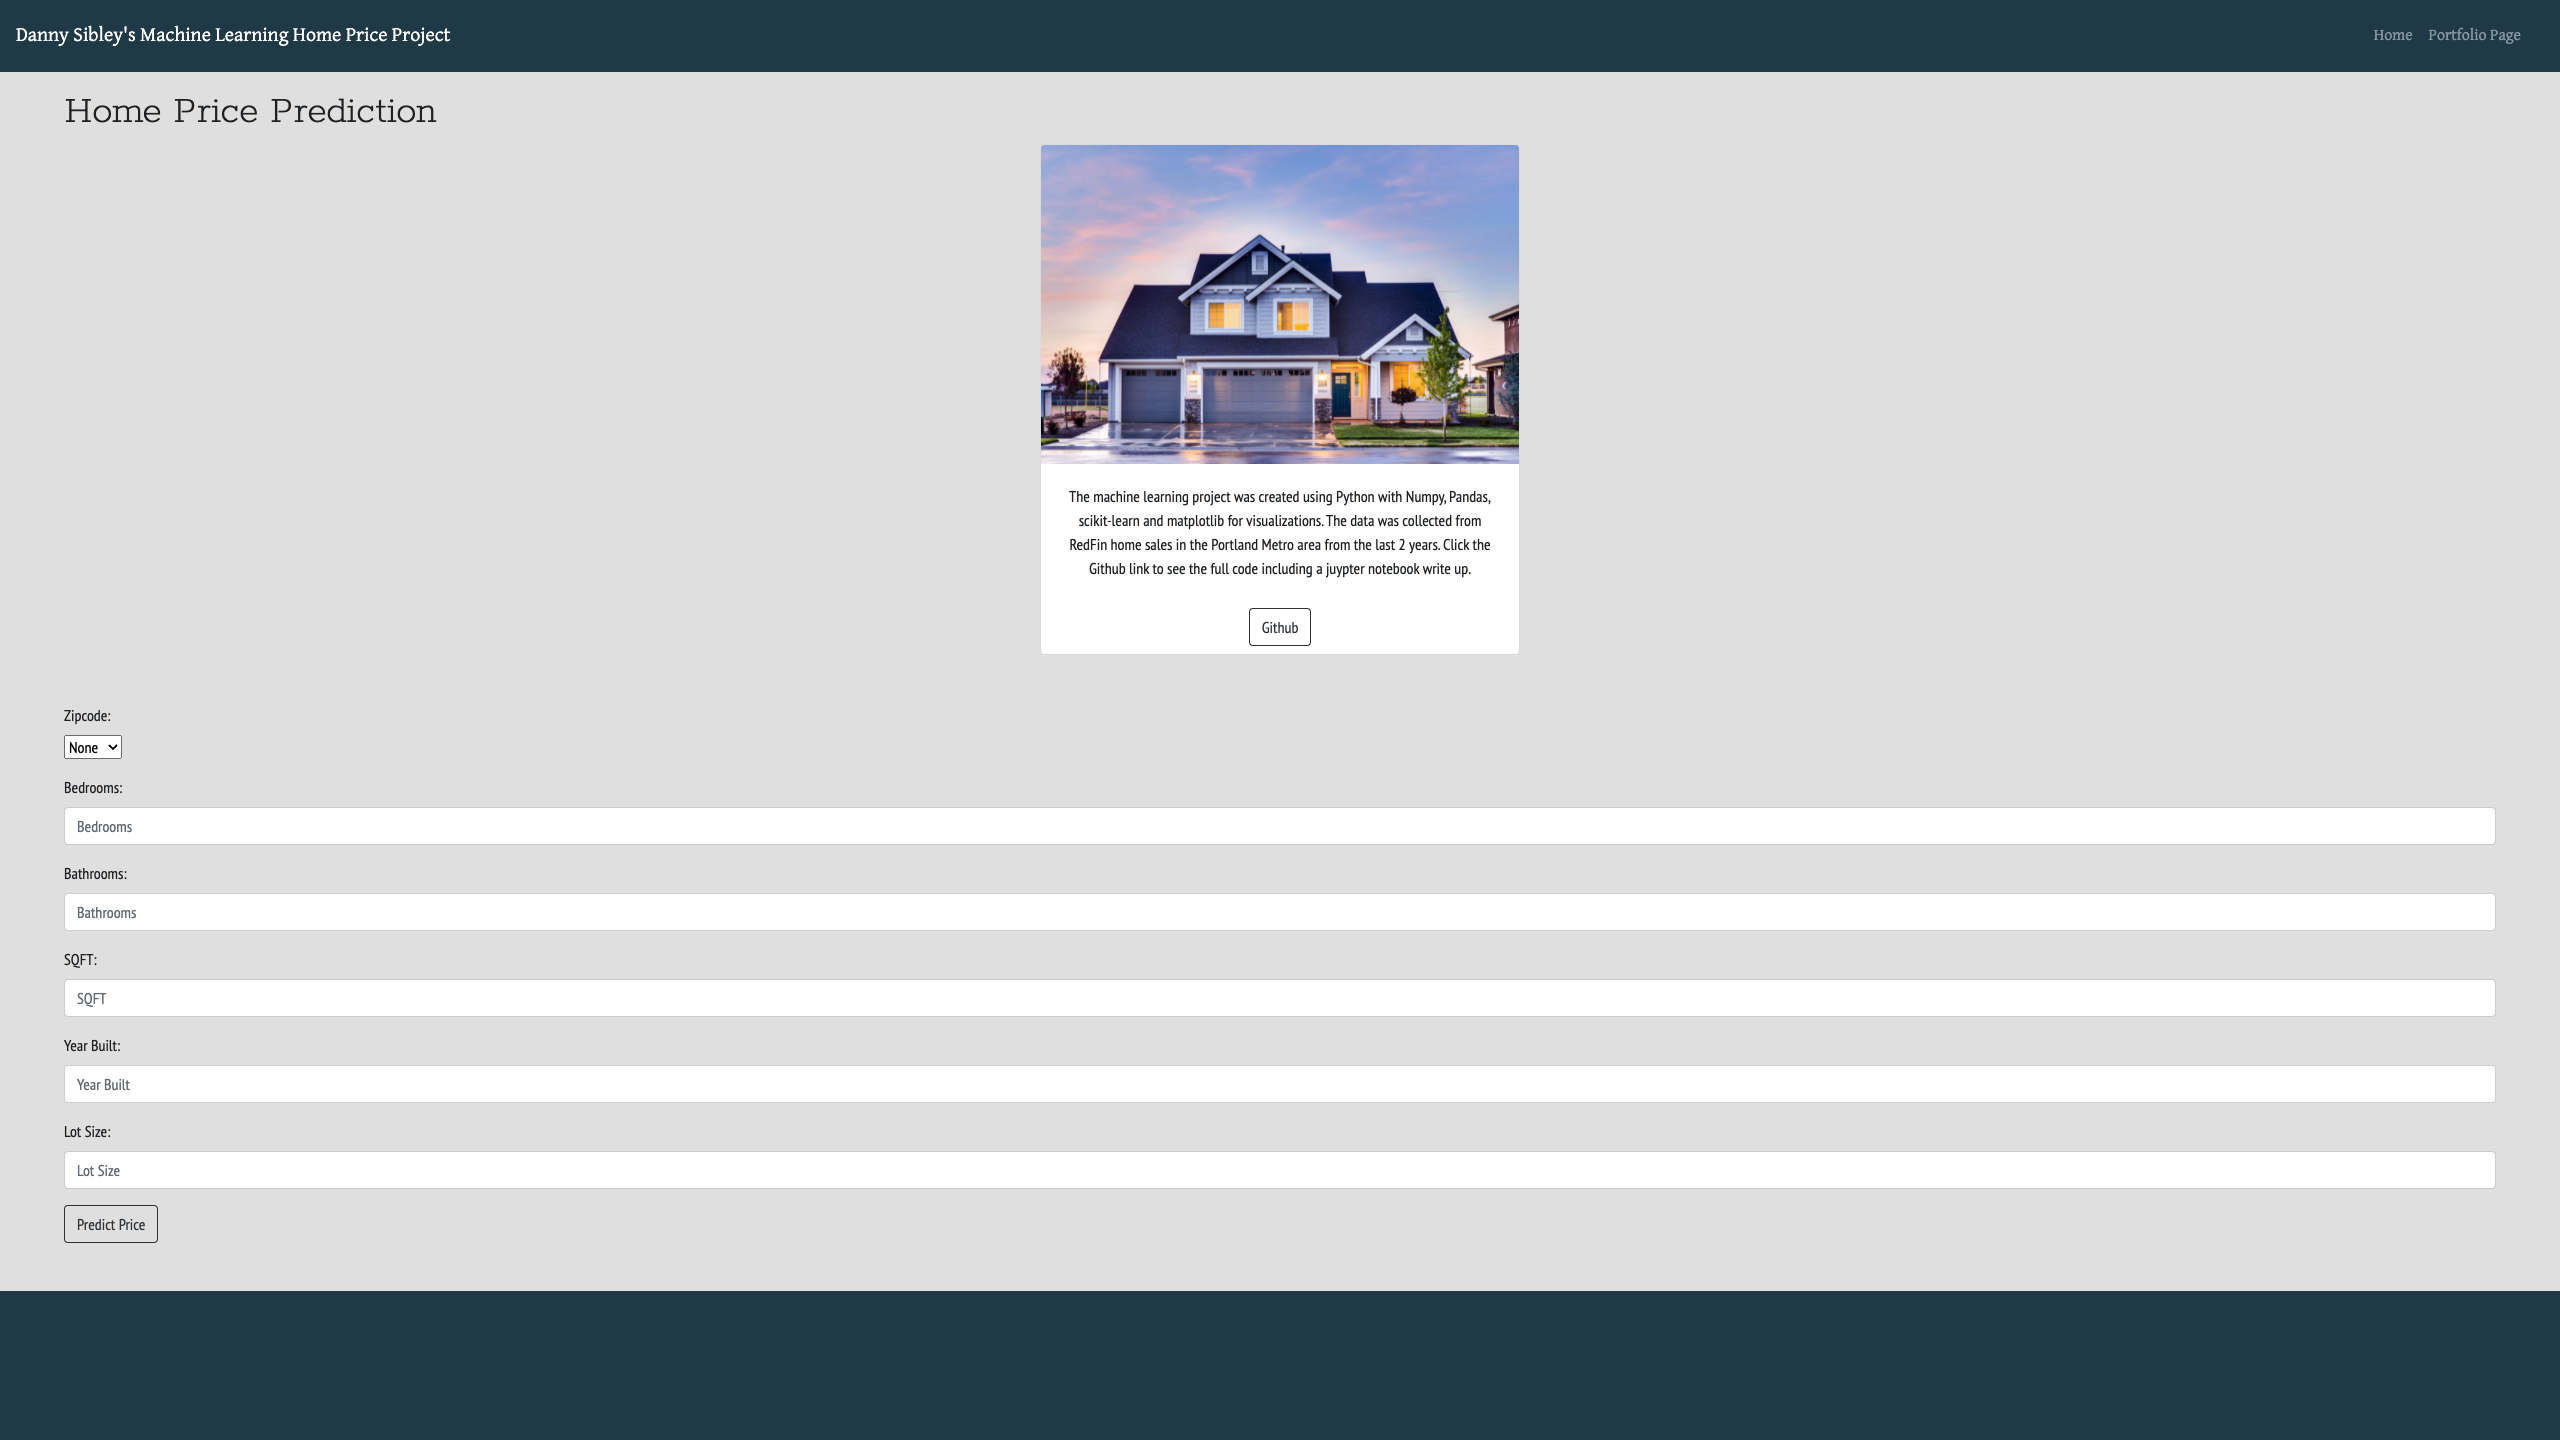 Danny Sibley's Machine Learning Home Price Project
Home Portfolio Page
Home Price Prediction
The machine learning project was created using Python with Numpy, Pandas,
scikit-learn and matplotlib for visualizations. The data was collected from
RedFin home sales in the Portland Metro area from the last 2 years. Click the
Github link to see the full code including a juypter notebook write up.
Github
Zipcode:
None
Bedrooms:
Bedrooms
Bathrooms:
Bathrooms
SQFT:
SQFT
Year Built:
Year Built
Lot Size:
Lot Size
Predict Price